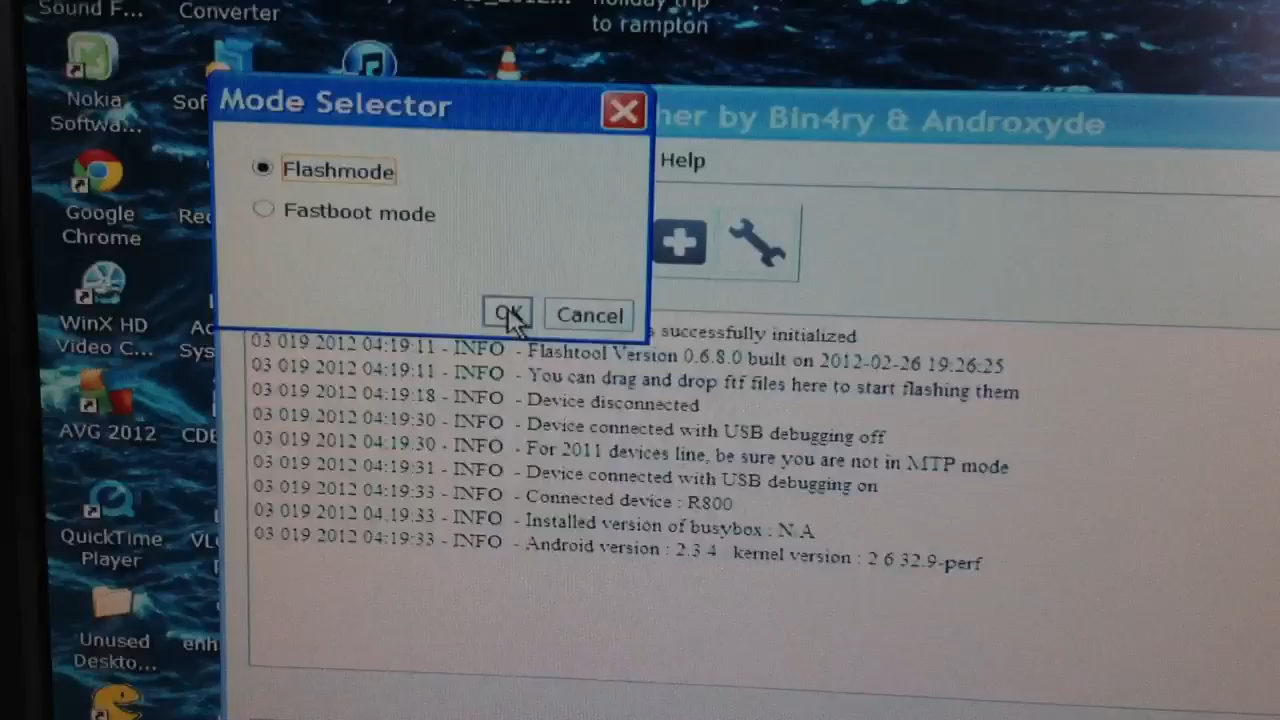 Sound F...
Converter
holiday trip
to rampton
Nokia
Softwa...
Sof
Google
Chrome
Rec
WinX HD
Video C...
Ac
Sys
AVG 2012
CDE
QuickTime
Player
VL
Unused
Deskto...
enh
Mode Selector
Flashmode
Fastboot mode
OK
Cancel
her by Bin4ry & Androxyde
Help
successfully initialized
03 019 2012 04:19:11 - INFO - Flashtool Version 0.6.8.0 built on 2012-02-26 19:26:25
03 019 2012 04:19:11 - INFO - You can drag and drop ftf files here to start flashing them
03 019 2012 04:19:18 - INFO - Device disconnected
03 019 2012 04:19:30 - INFO - Device connected with USB debugging off
03 019 2012 04:19:30 - INFO - For 2011 devices line, be sure you are not in MTP mode
03 019 2012 04:19:31 - INFO - Device connected with USB debugging on
03 019 2012 04:19:33 - INFO - Connected device : R800
03 019 2012 04:19:33 - INFO - Installed version of busybox : N/A
03 019 2012 04:19:33 - INFO - Android version : 2.3.4 kernel version : 2.6.32.9-perf